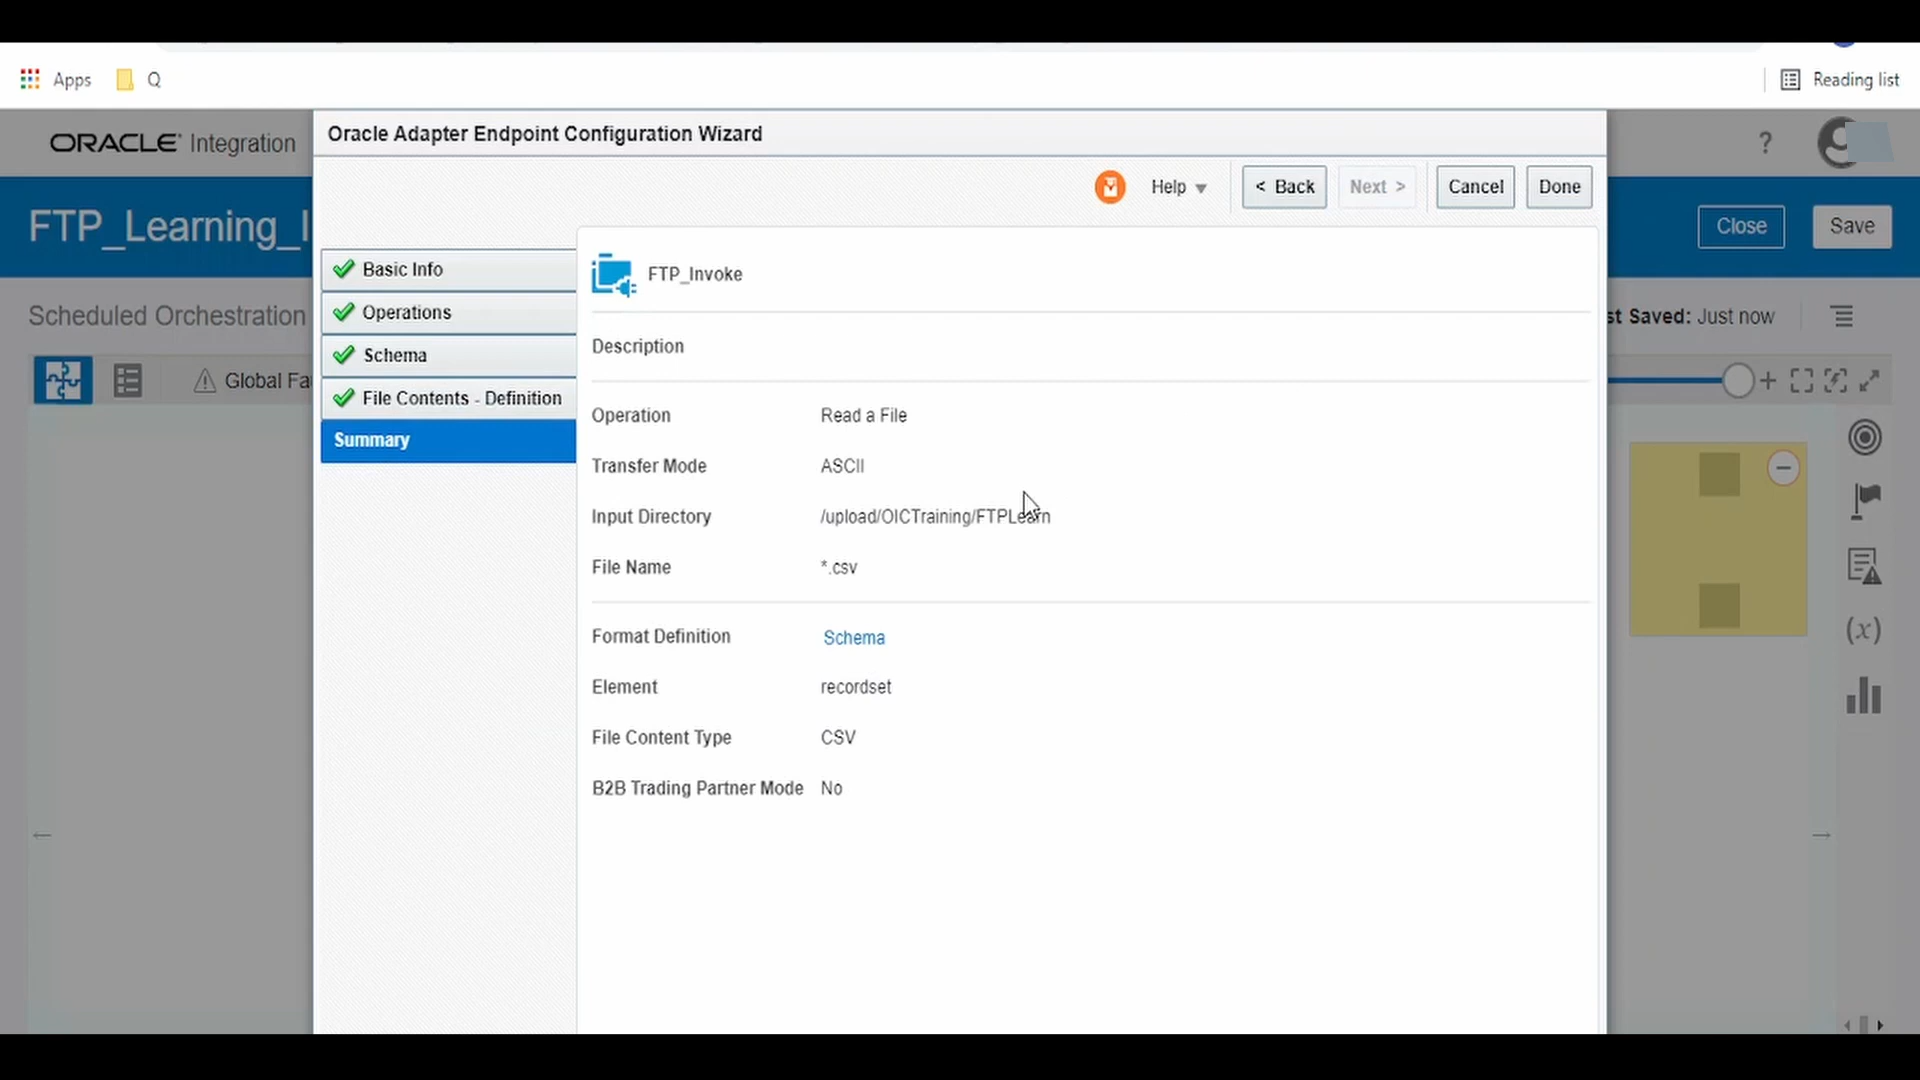 Apps
Q
Reading list
ORACLE Integration
Oracle Adapter Endpoint Configuration Wizard
?
Help
< Back
Next >
Cancel
Done
FTP_Learning_I
Close
Save
Basic Info
Operations
Schema
File Contents - Definition
Summary
FTP_Invoke
Scheduled Orchestration
st Saved: Just now
Global Fa
Description
Operation Read a File
Transfer Mode ASCII
Input Directory /upload/OICTraining/FTPLearn
File Name *.csv
Format Definition Schema
Element recordset
File Content Type CSV
B2B Trading Partner Mode No
(x)